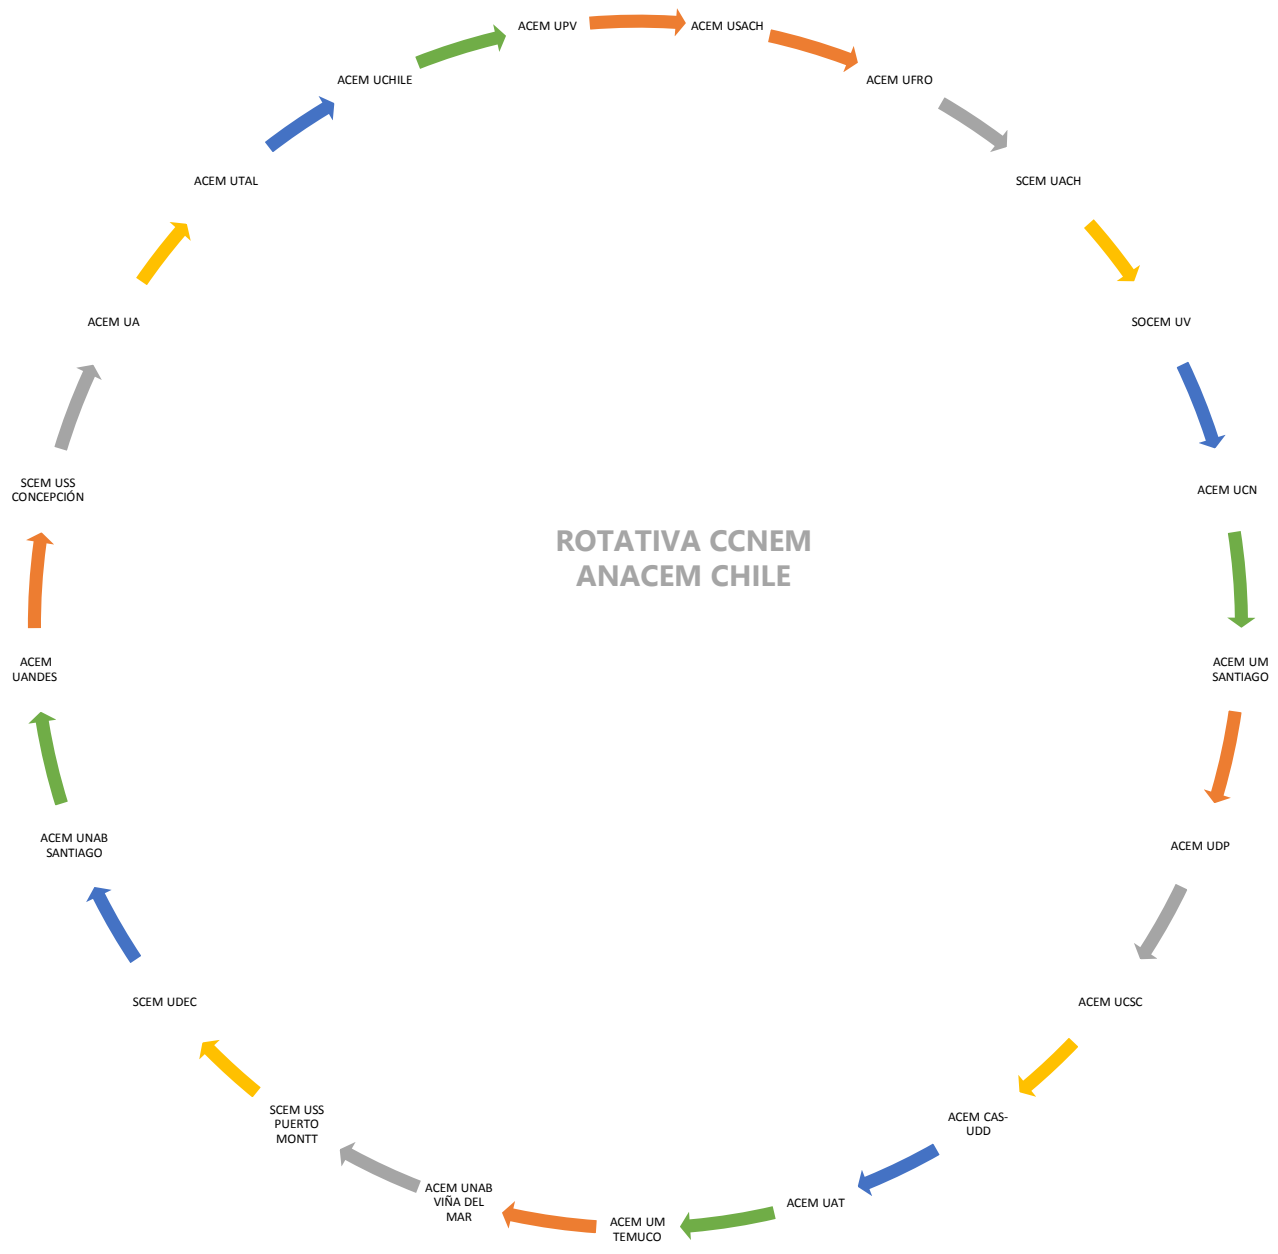 ACEM UPV
ACEM USACH
ACEM UFRO
SCEM UACH
SOCEM UV
ACEM UCN
ACEM UM
SANTIAGO
ACEM UDP
ACEM UCSC
ACEM CAS-
UDD
ACEM UAT
ACEM UM
TEMUCO
ACEM UNAB
VIÑA DEL
MAR
SCEM USS
PUERTO
MONTT
SCEM UDEC
ACEM UNAB
SANTIAGO
ACEM
UANDES
SCEM USS
CONCEPCIÓN
ACEM UA
ACEM UTAL
ACEM UCHILE
ROTATIVA CCNEM
ANACEM CHILE